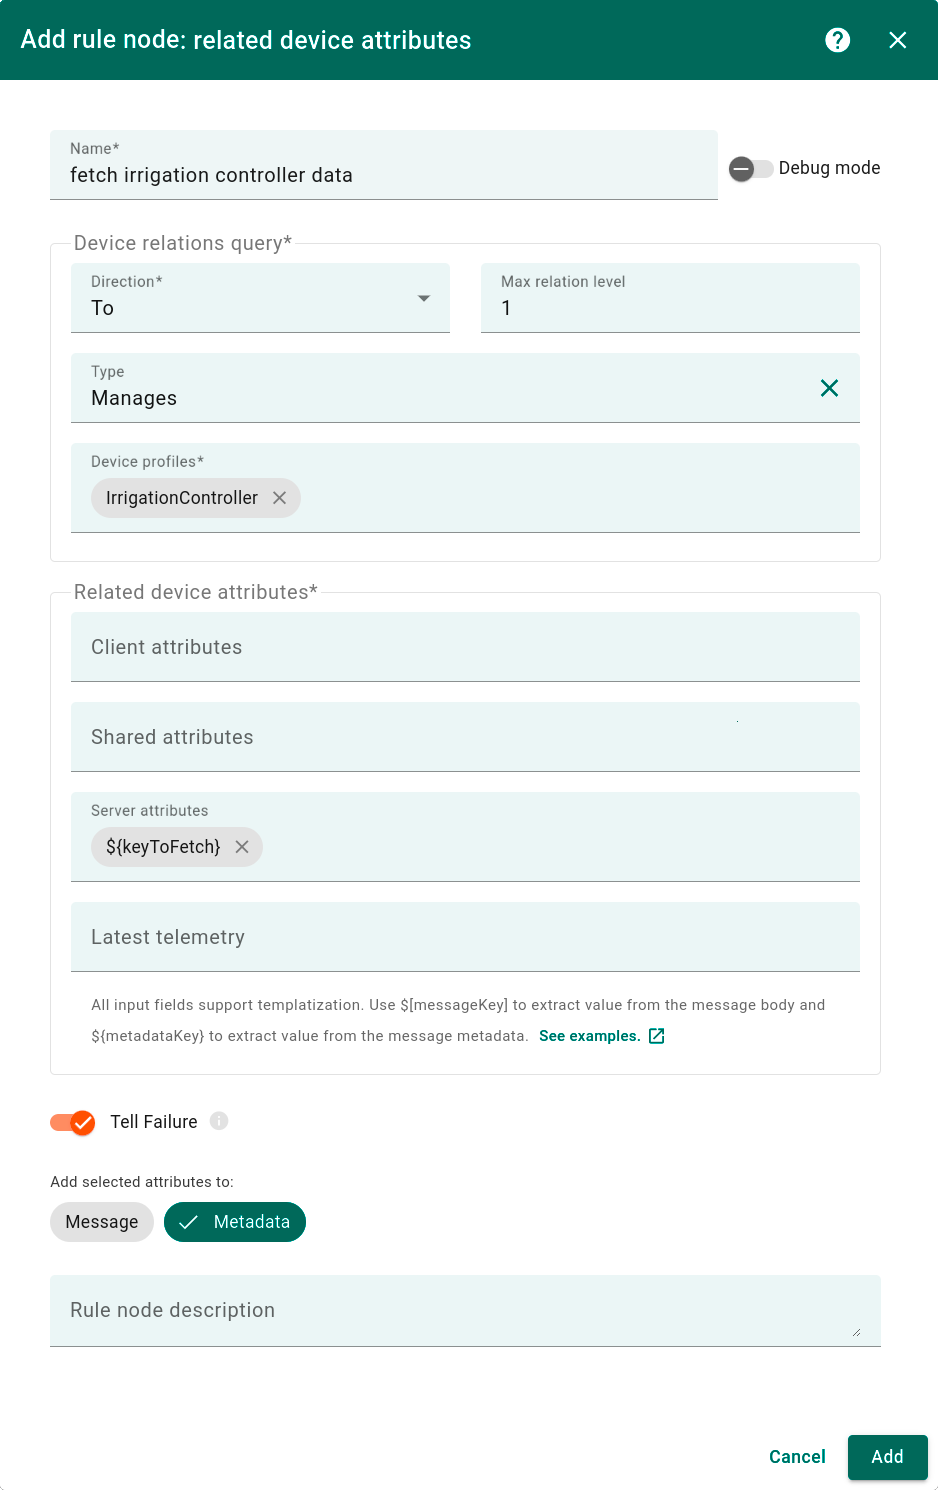 Add rule node: related device attributes
Name*
fetch irrigation controller data
Debug mode
Device relations query*
Direction*
To
Max relation level
1
Type
Manages
Device profiles*
IrrigationController
Related device attributes*
Client attributes
Shared attributes
Server attributes
${keyToFetch}
Latest telemetry
All input fields support templatization. Use $[messageKey] to extract value from the message body and
${metadataKey} to extract value from the message metadata. See examples.
Tell Failure
Add selected attributes to:
Message
Metadata
Rule node description
Cancel
Add